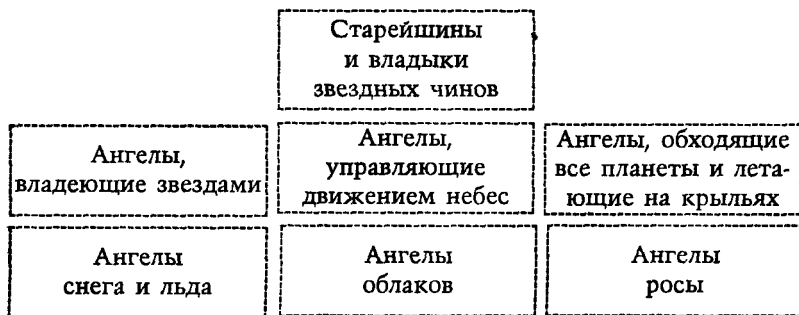 Старейшины
и владыки
звездных чинов
Ангелы,
владеющие звездами
Ангелы,
управляющие
движением небес
Ангелы, обходящие
все планеты и лета-
ющие на крыльях
Ангелы
снега и льда
Ангелы
облаков
Ангелы
росы